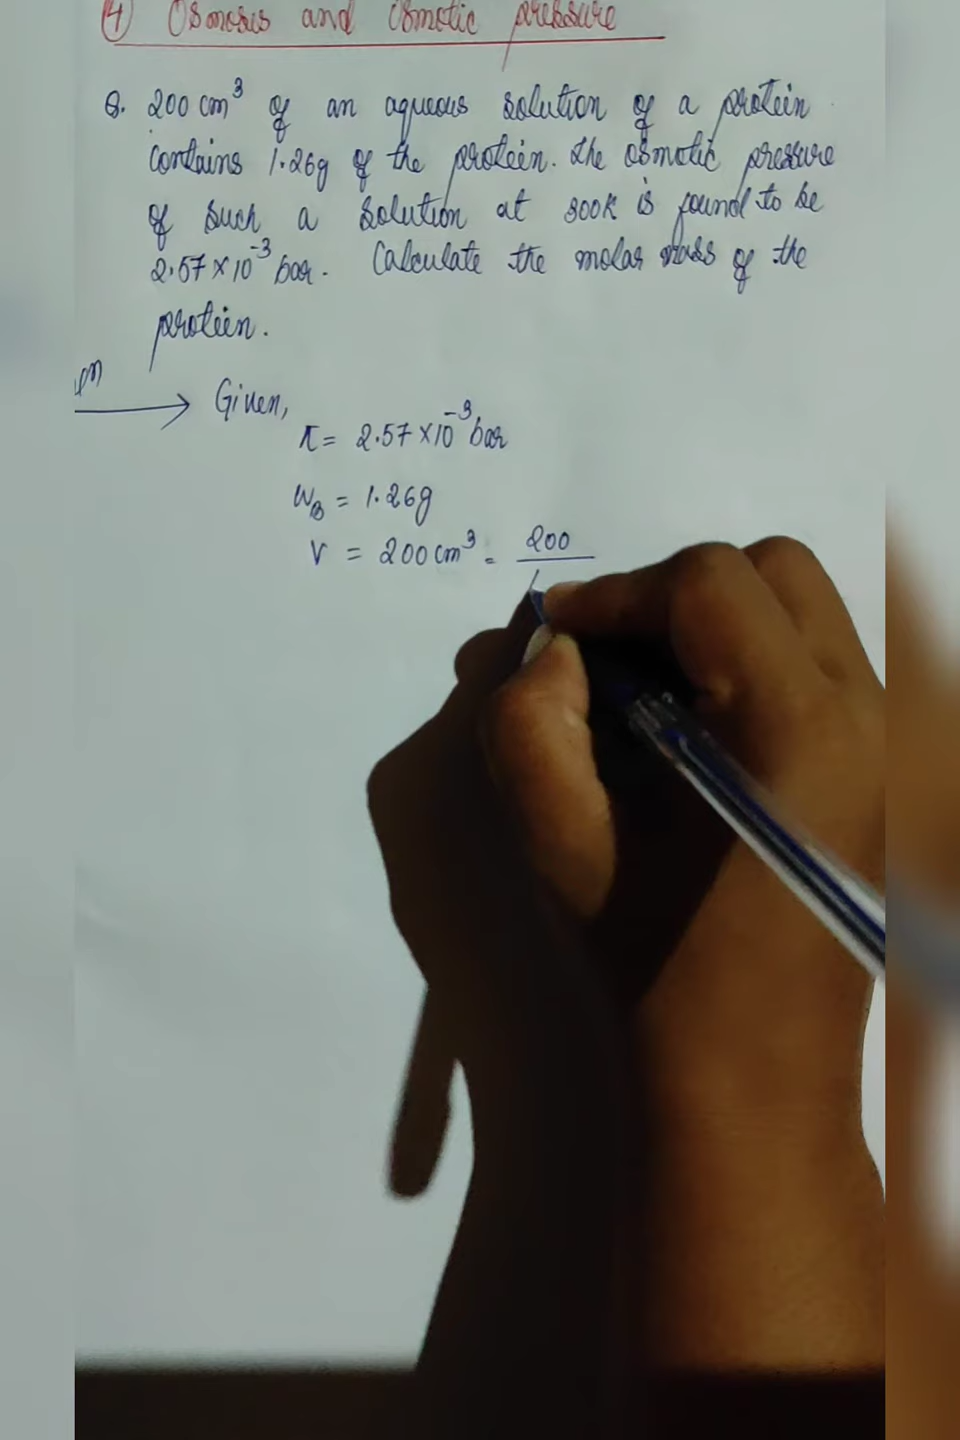 4) Osmosis and Osmotic pressure
Q. 200 cm³ of an aqueous solution of a protein
contains 1.26g of the protein. The osmotic pressure
of such a solution at 300K is found to be
2.57 × 10⁻³ bar. Calculate the molar mass of the
protein.
Given,
π = 2.57 × 10⁻³ bar
W_B = 1.26g
V = 200 cm³ = 200